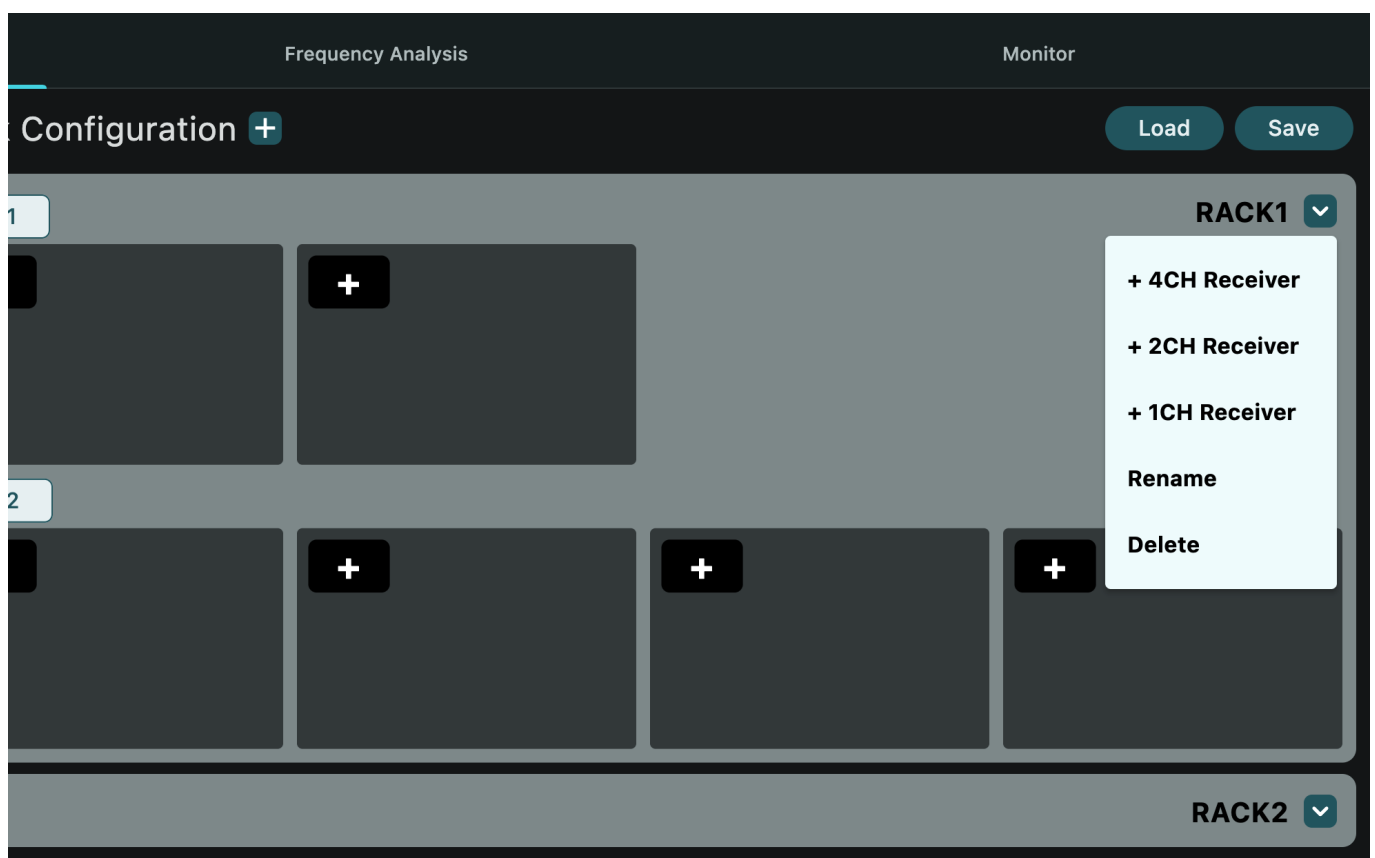 Frequency Analysis
Monitor
Configuration +
Load
Save
1
RACK1
+
+ 4CH Receiver
+ 2CH Receiver
+ 1CH Receiver
Rename
Delete
2
+
+
+
RACK2